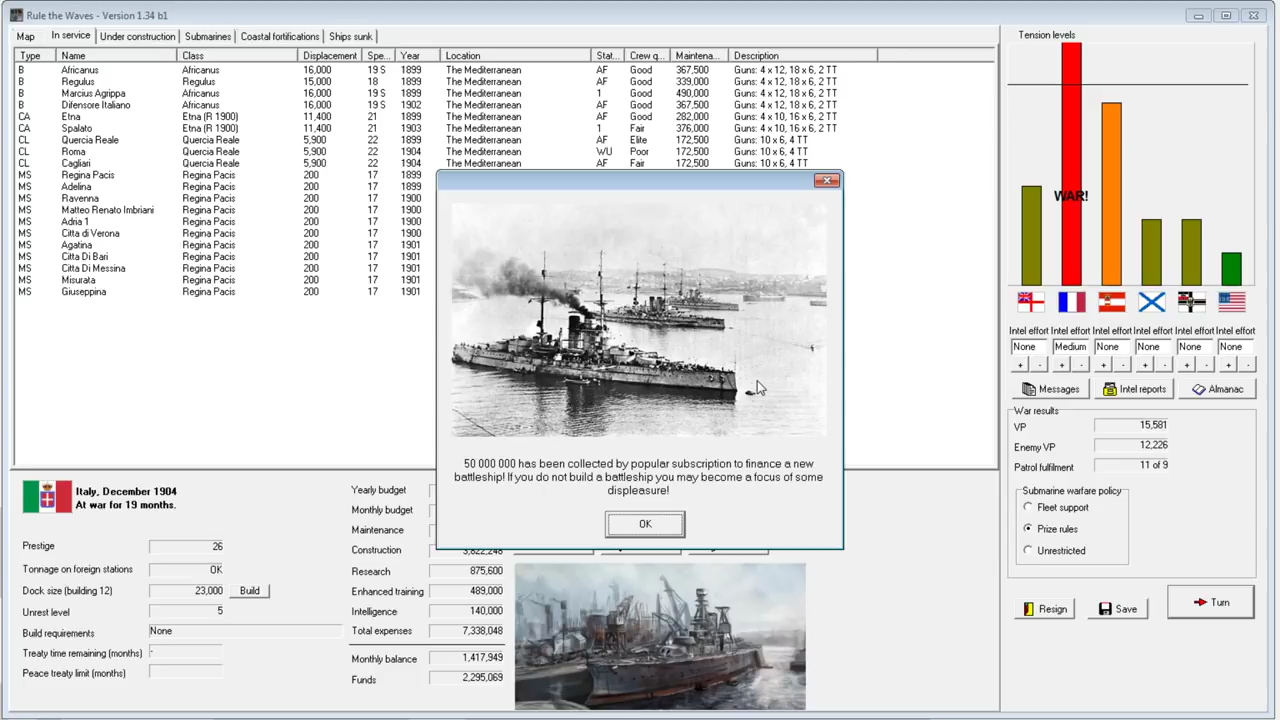 Rule the Waves - Version 1.34 b1
Map In service Under construction Submarines Coastal fortifications Ships sunk
Type Name Class Displacement Spe... Year Location Stat... Crew q... Maintena... Description
B Africanus Africanus 16,000 19 S 1899 The Mediterranean AF Good 367,500 Guns: 4 x 12, 18 x 6, 2 TT
B Regulus Regulus 15,000 18 1899 The Mediterranean AF Good 339,000 Guns: 4 x 12, 18 x 6, 2 TT
B Marcius Agrippa Africanus 16,000 19 S 1899 The Mediterranean 1 Good 490,000 Guns: 4 x 12, 18 x 6, 2 TT
B Difensore Italiano Africanus 16,000 19 S 1902 The Mediterranean AF Good 367,500 Guns: 4 x 12, 18 x 6, 2 TT
CA Etna Etna (R 1900) 11,400 21 1899 The Mediterranean AF Good 282,000 Guns: 4 x 10, 16 x 6, 2 TT
CA Spalato Etna (R 1900) 11,400 21 1903 The Mediterranean 1 Fair 376,000 Guns: 4 x 10, 16 x 6, 2 TT
CL Quercia Reale Quercia Reale 5,900 22 1899 The Mediterranean AF Elite 172,500 Guns: 10 x 6, 4 TT
CL Roma Quercia Reale 5,900 22 1904 The Mediterranean WU Poor 172,500 Guns: 10 x 6, 4 TT
CL Cagliari Quercia Reale 5,900 22 1904 The Mediterranean AF Fair 172,500 Guns: 10 x 6, 4 TT
MS Regina Pacis Regina Pacis 200 17 1899
MS Adelina Regina Pacis 200 17 1899
MS Ravenna Regina Pacis 200 17 1900
MS Matteo Renato Imbriani Regina Pacis 200 17 1900
MS Adria 1 Regina Pacis 200 17 1900
MS Citta di Verona Regina Pacis 200 17 1900
MS Agatina Regina Pacis 200 17 1901
MS Citta Di Bari Regina Pacis 200 17 1901
MS Citta Di Messina Regina Pacis 200 17 1901
MS Misurata Regina Pacis 200 17 1901
MS Giuseppina Regina Pacis 200 17 1901
50 000 000 has been collected by popular subscription to finance a new
battleship! If you do not build a battleship you may become a focus of some
displeasure!
OK
Italy, December 1904
At war for 19 months.
Prestige 26
Tonnage on foreign stations OK
Dock size (building 12) 23,000 Build
Unrest level 5
Build requirements None
Treaty time remaining (months) -
Peace treaty limit (months)
Yearly budget
Monthly budget
Maintenance
Construction 3,822,248
Research 875,600
Enhanced training 489,000
Intelligence 140,000
Total expenses 7,338,048
Monthly balance 1,417,949
Funds 2,295,069
Tension levels
WAR!
Intel effort Intel effort Intel effort Intel effort Intel effort Intel effort
None Medium None None None None
+ - + - + - + - + - + -
Messages Intel reports Almanac
War results
VP 15,581
Enemy VP 12,226
Patrol fulfilment 11 of 9
Submarine warfare policy
Fleet support
Prize rules
Unrestricted
Resign Save Turn